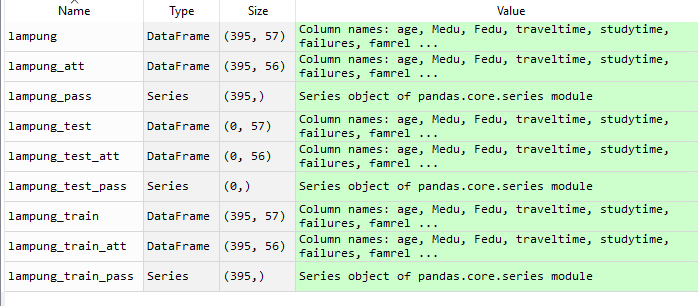 Name Type Size Value
lampung DataFrame (395, 57) Column names: age, Medu, Fedu, traveltime, studytime,
failures, famrel ...
lampung_att DataFrame (395, 56) Column names: age, Medu, Fedu, traveltime, studytime,
failures, famrel ...
lampung_pass Series (395,) Series object of pandas.core.series module
lampung_test DataFrame (0, 57) Column names: age, Medu, Fedu, traveltime, studytime,
failures, famrel ...
lampung_test_att DataFrame (0, 56) Column names: age, Medu, Fedu, traveltime, studytime,
failures, famrel ...
lampung_test_pass Series (0,) Series object of pandas.core.series module
lampung_train DataFrame (395, 57) Column names: age, Medu, Fedu, traveltime, studytime,
failures, famrel ...
lampung_train_att DataFrame (395, 56) Column names: age, Medu, Fedu, traveltime, studytime,
failures, famrel ...
lampung_train_pass Series (395,) Series object of pandas.core.series module